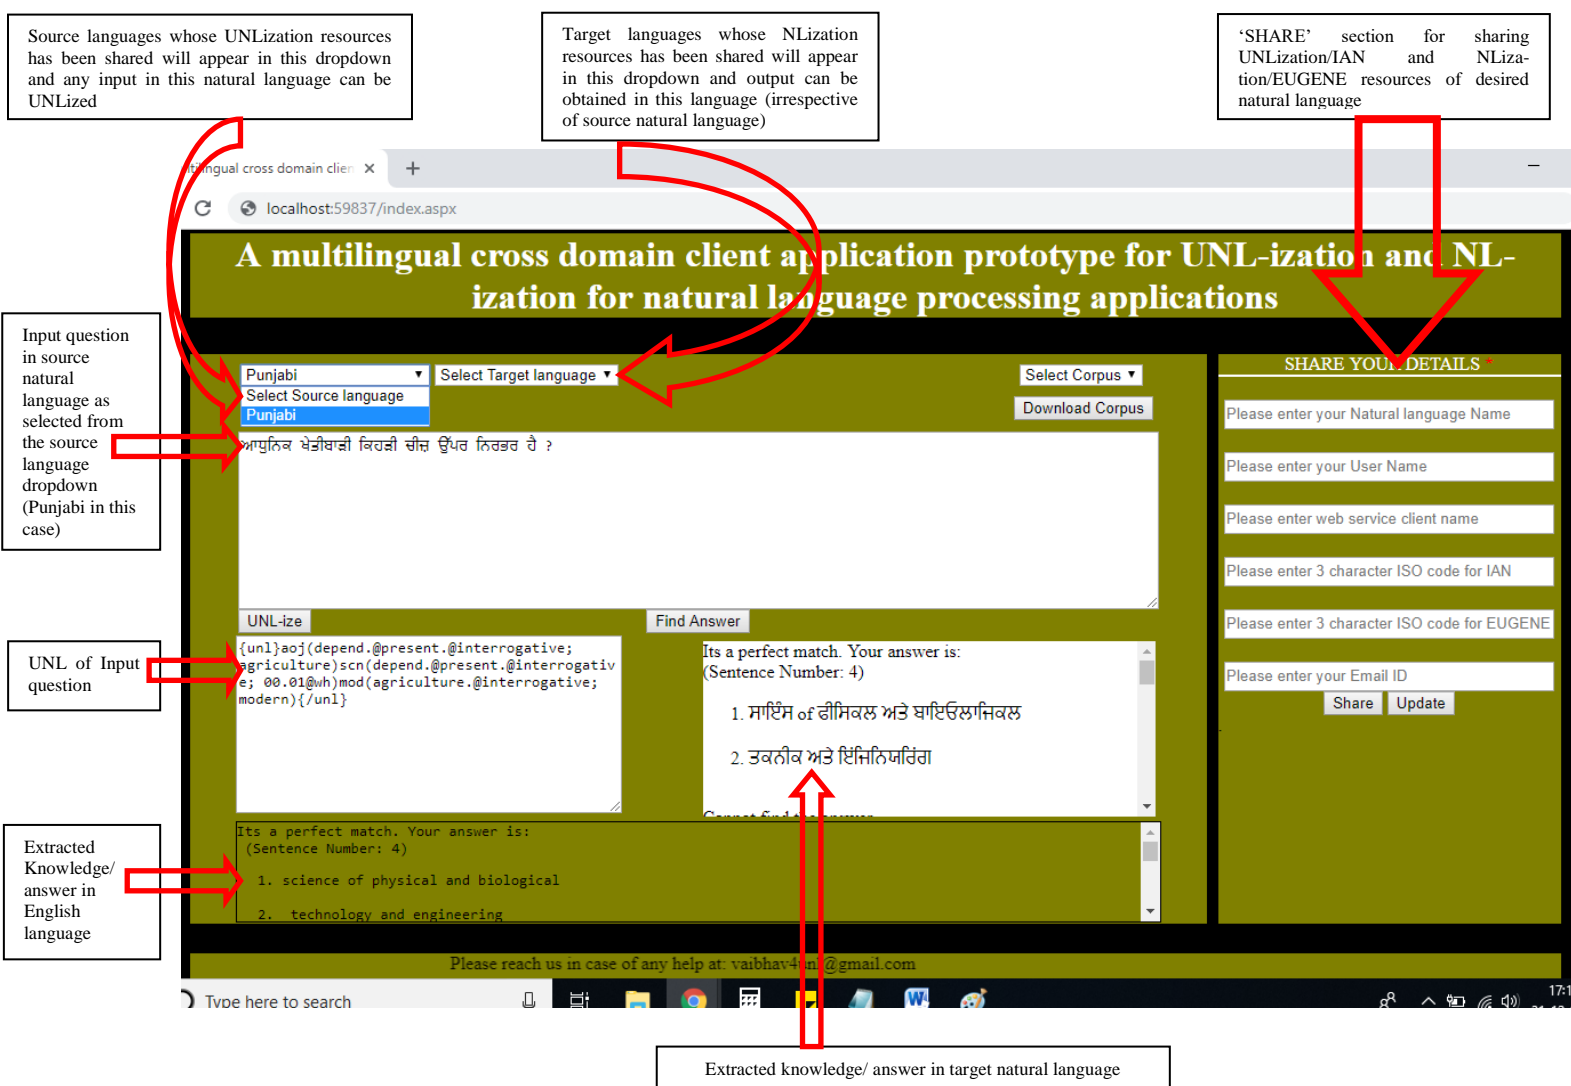 Source languages whose UNLization resources
has been shared will appear in this dropdown
and any input in this natural language can be
UNLized
Target languages whose NLization
resources has been shared will appear
in this dropdown and output can be
obtained in this language (irrespective
of source natural language)
‘SHARE’ section for sharing
UNLization/IAN and NLiza-
tion/EUGENE resources of desired
natural language
ltilingual cross domain clien
localhost:59837/index.aspx
A multilingual cross domain client application prototype for UNL-ization and NL-
ization for natural language processing applications
Input question
in source
natural
language as
selected from
the source
language
dropdown
(Punjabi in this
case)
Punjabi
Select Target language
Select Corpus
Select Source language
Punjabi
Download Corpus
ਆਧੁਨਿਕ ਖੇਤੀਬਾੜੀ ਕਿਹੜੀ ਚੀਜ਼ ਉੱਪਰ ਨਿਰਭਰ ਹੈ ?
SHARE YOUR DETAILS *
Please enter your Natural language Name
Please enter your User Name
Please enter web service client name
Please enter 3 character ISO code for IAN
Please enter 3 character ISO code for EUGENE
Please enter your Email ID
Share Update
UNL-ize
Find Answer
UNL of Input
question
{unl}aoj(depend.@present.@interrogative;
agriculture)scn(depend.@present.@interrogativ
e; 00.01@wh)mod(agriculture.@interrogative;
modern){/unl}
Its a perfect match. Your answer is:
(Sentence Number: 4)
1. ਸਾਇੰਸ of ਫੀਸਿਕਲ ਅਤੇ ਬਾਇਓਲਾਜਿਕਲ
2. ਤਕਨੀਕ ਅਤੇ ਇੰਜਿਨਿਯਰਿੰਗ
Cannot find the answer
Extracted
Knowledge/
answer in
English
language
Its a perfect match. Your answer is:
(Sentence Number: 4)
1. science of physical and biological
2. technology and engineering
Please reach us in case of any help at: vaibhav4unl@gmail.com
Type here to search
17:1
Extracted knowledge/ answer in target natural language